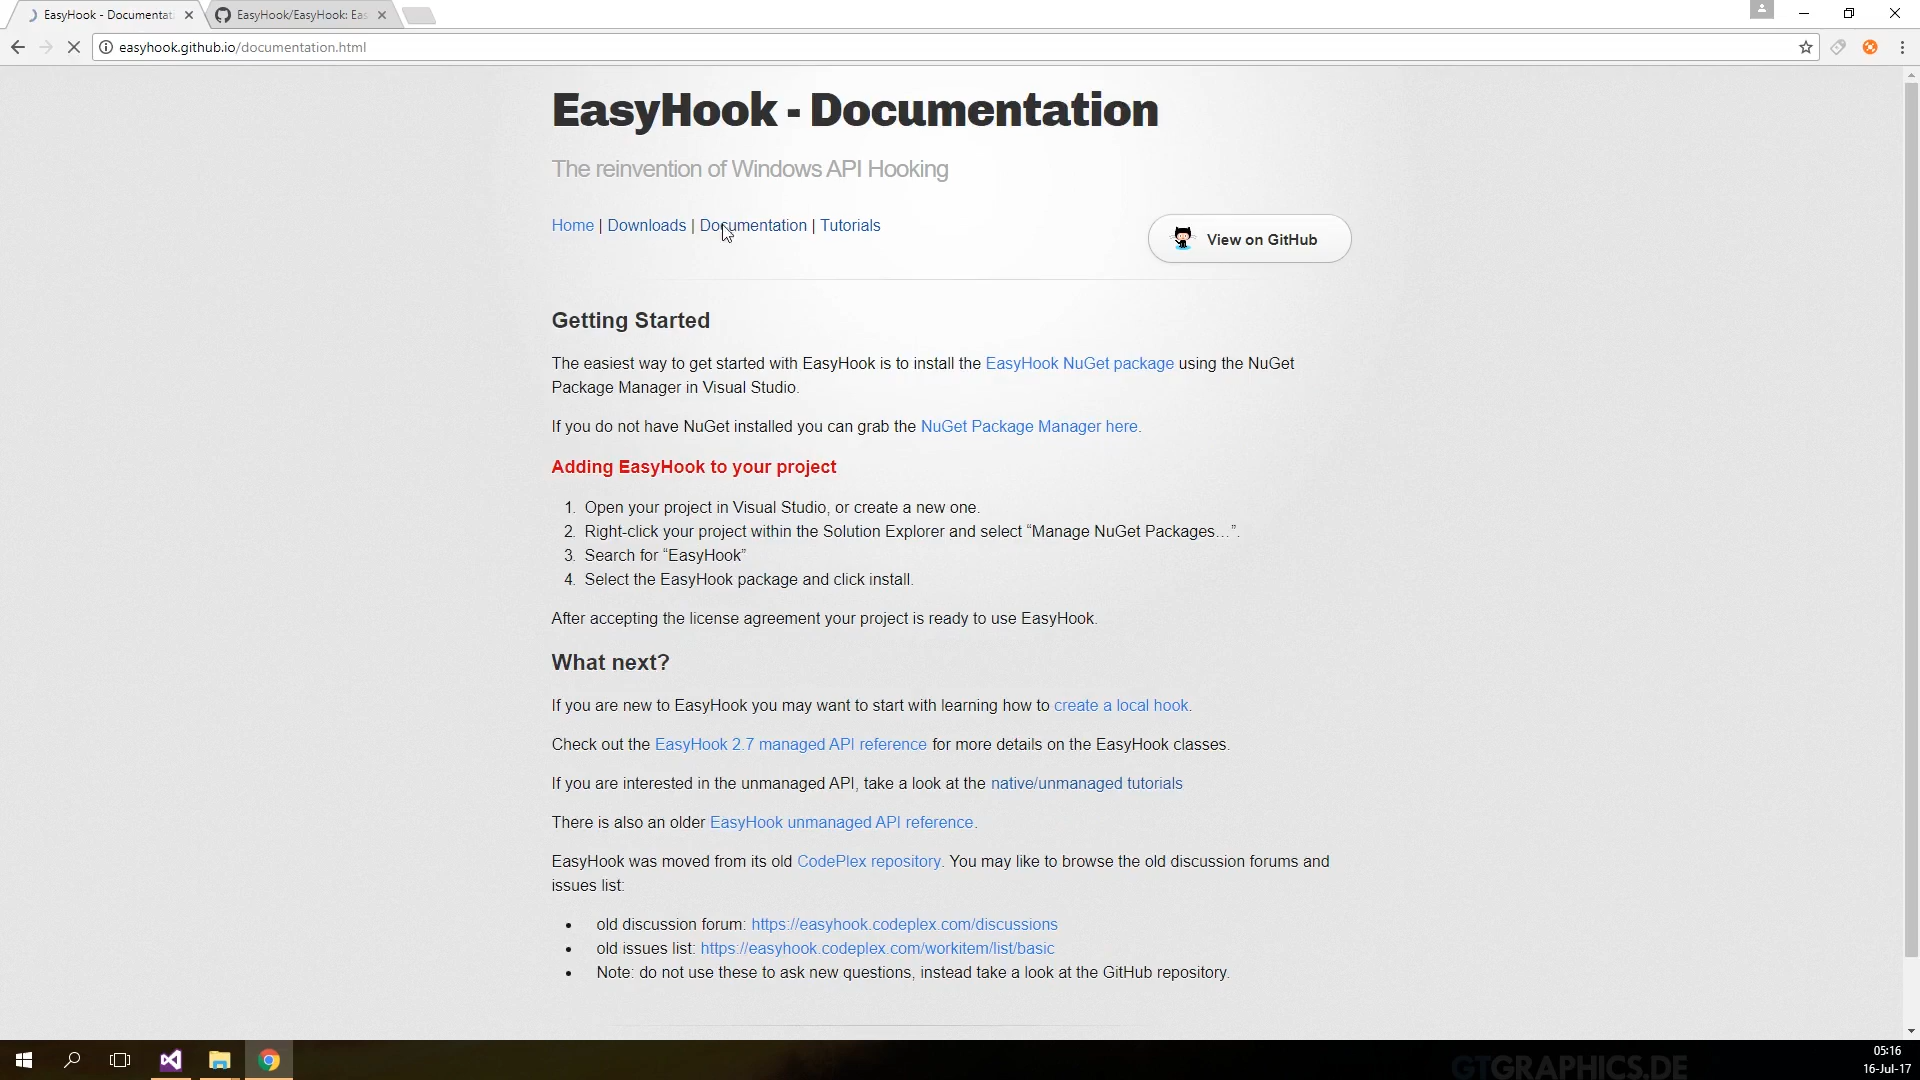 EasyHook - Documentat
EasyHook/EasyHook: Eas
easyhook.github.io/documentation.html
EasyHook - Documentation
The reinvention of Windows API Hooking
Home | Downloads | Documentation | Tutorials
View on GitHub
Getting Started
The easiest way to get started with EasyHook is to install the EasyHook NuGet package using the NuGet
Package Manager in Visual Studio.
If you do not have NuGet installed you can grab the NuGet Package Manager here.
Adding EasyHook to your project
1. Open your project in Visual Studio, or create a new one.
2. Right-click your project within the Solution Explorer and select “Manage NuGet Packages…”.
3. Search for “EasyHook”
4. Select the EasyHook package and click install.
After accepting the license agreement your project is ready to use EasyHook.
What next?
If you are new to EasyHook you may want to start with learning how to create a local hook.
Check out the EasyHook 2.7 managed API reference for more details on the EasyHook classes.
If you are interested in the unmanaged API, take a look at the native/unmanaged tutorials
There is also an older EasyHook unmanaged API reference.
EasyHook was moved from its old CodePlex repository. You may like to browse the old discussion forums and
issues list:
• old discussion forum: https://easyhook.codeplex.com/discussions
• old issues list: https://easyhook.codeplex.com/workitem/list/basic
• Note: do not use these to ask new questions, instead take a look at the GitHub repository.
GTGRAPHICS.DE
05:16
16-Jul-17